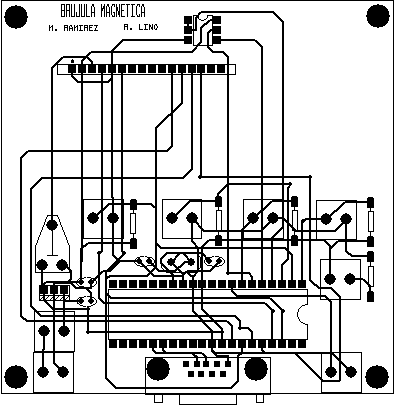 BRUJULA MAGNETICA
M. RAMIREZ R. LINO